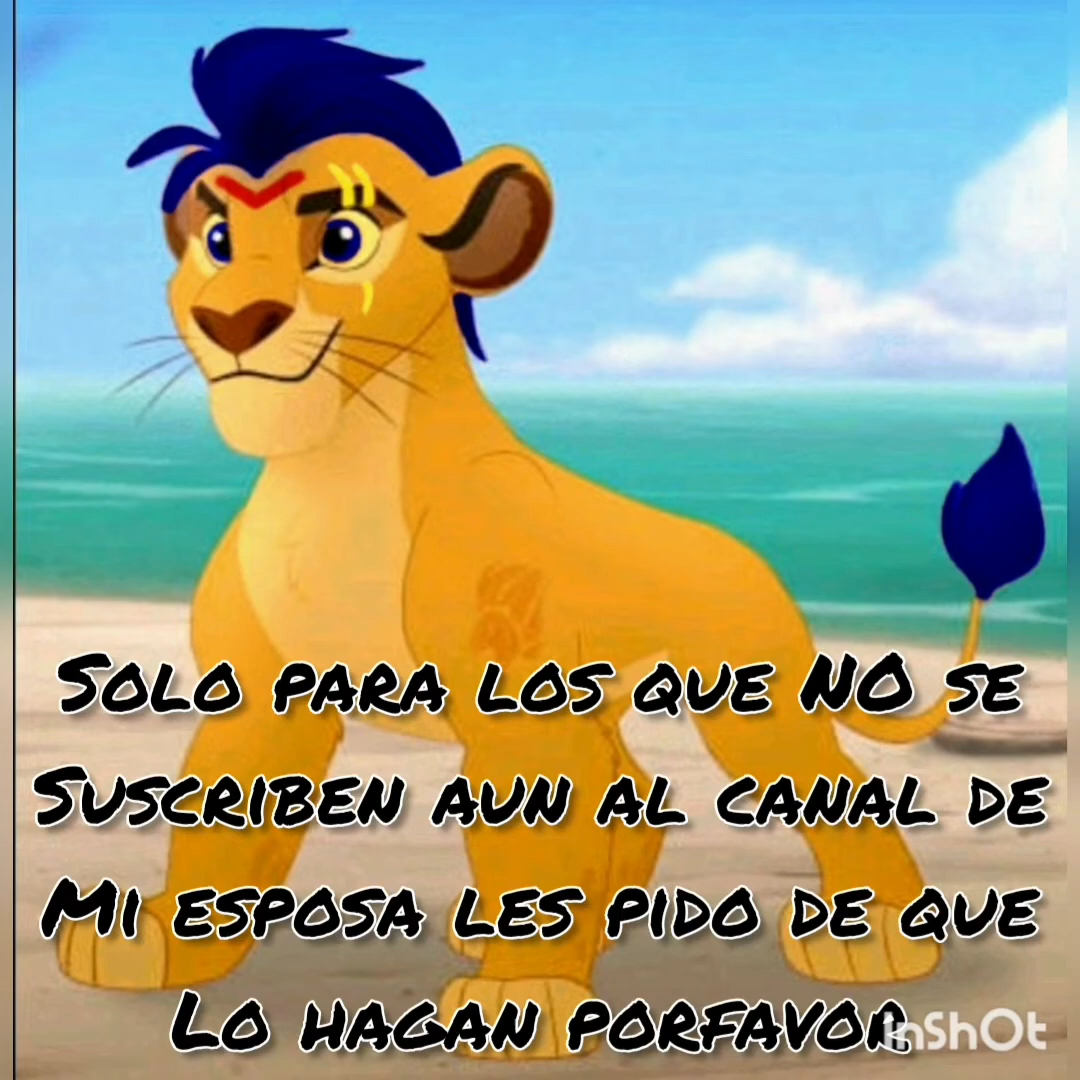 Solo para los que NO se
Suscriben aun al canal de
Mi esposa les pido de que
Lo hagan porfavor
InShOt